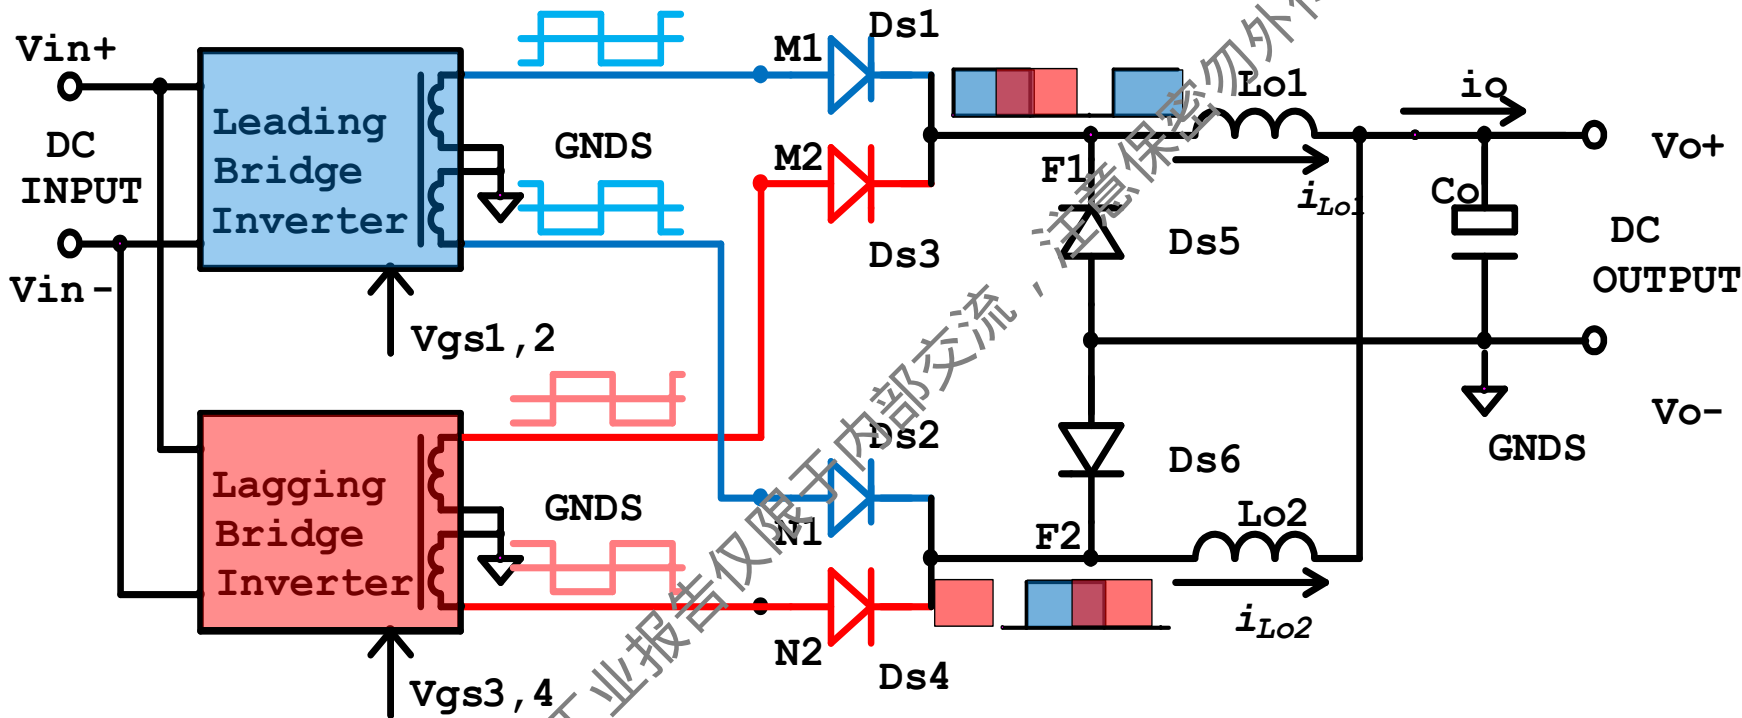 Vin+
DC
INPUT
Vin-
Leading
Bridge
Inverter
GNDS
Vgs1,2
Lagging
Bridge
Inverter
GNDS
Vgs3,4
M1
Ds1
M2
Ds3
Ds2
N1
N2
Ds4
F1
Ds5
Ds6
F2
Lo1
iLo1
Lo2
iLo2
io
Co
Vo+
DC
OUTPUT
Vo-
GNDS
工业报告仅限于内部交流，注意保密勿外传